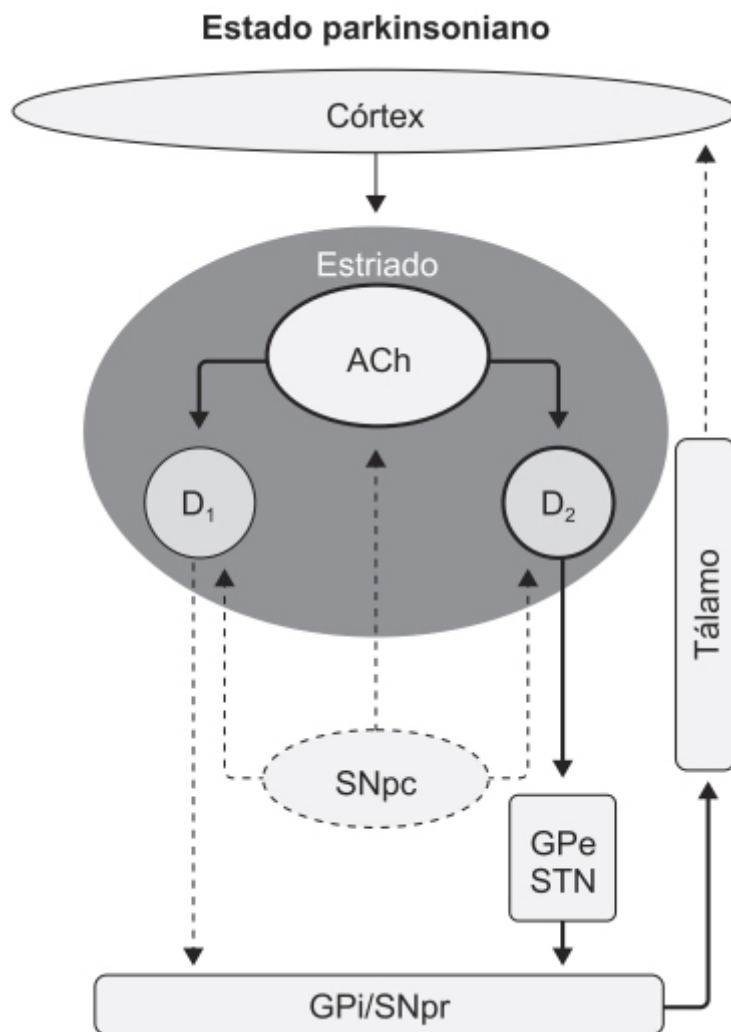 Estado parkinsoniano
Córtex
Estriado
ACh
D₁
D₂
Tálamo
SNpc
GPe
STN
GPi/SNpr